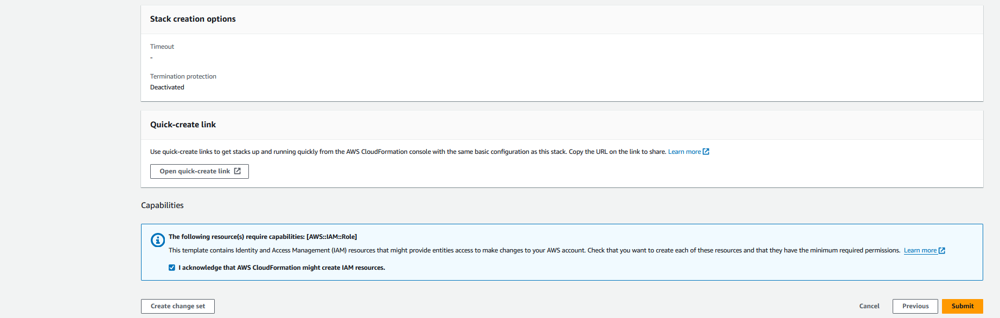 Stack creation options
Timeout
-
Termination protection
Deactivated
Quick-create link
Use quick-create links to get stacks up and running quickly from the AWS CloudFormation console with the same basic configuration as this stack. Copy the URL on the link to share. Learn more
Open quick-create link
Capabilities
The following resource(s) require capabilities: [AWS::IAM::Role]
This template contains Identity and Access Management (IAM) resources that might provide entities access to make changes to your AWS account. Check that you want to create each of these resources and that they have the minimum required permissions. Learn more
I acknowledge that AWS CloudFormation might create IAM resources.
Create change set Cancel Previous Submit